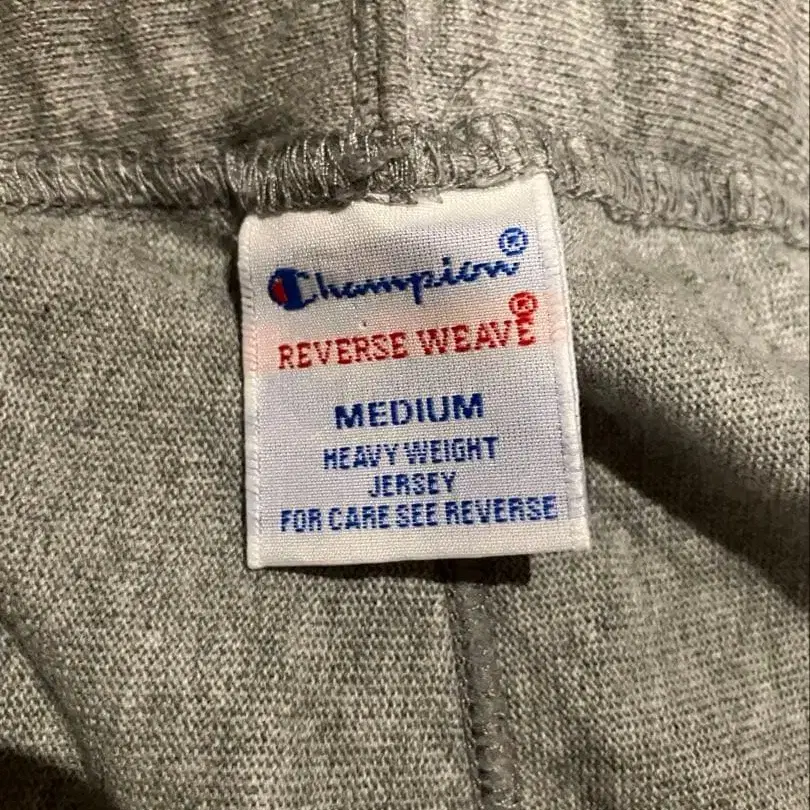 Champion®
REVERSE WEAVE®
MEDIUM
HEAVY WEIGHT
JERSEY
FOR CARE SEE REVERSE